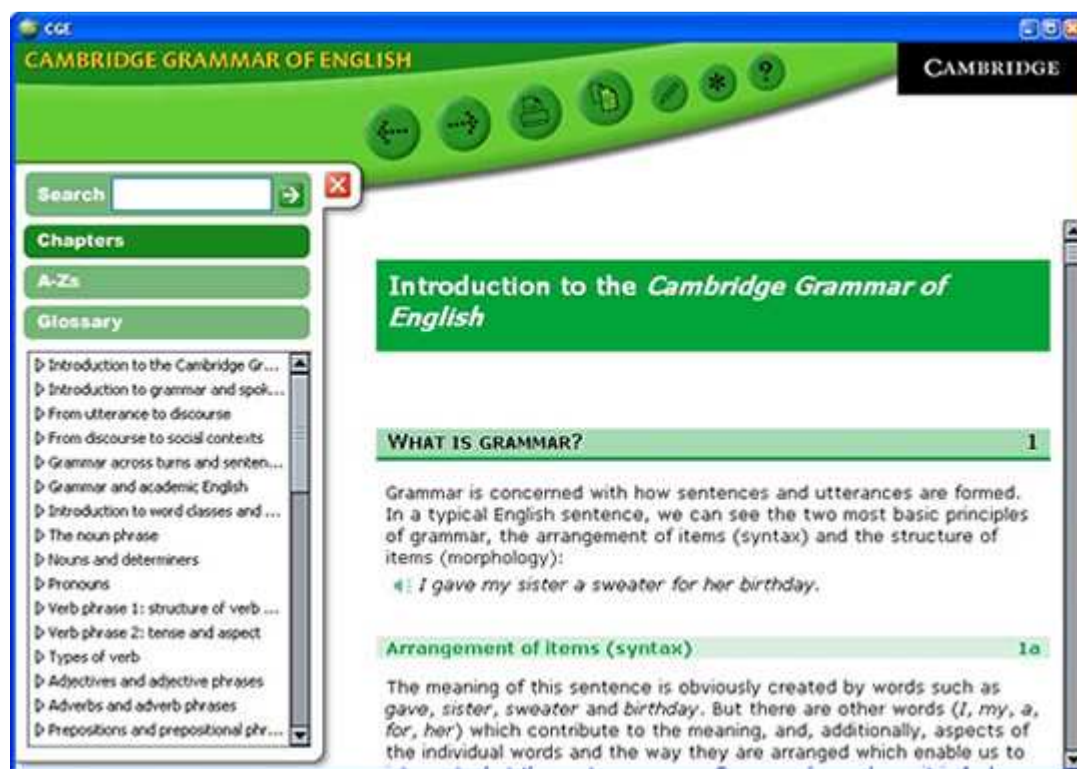 CGE
CAMBRIDGE GRAMMAR OF ENGLISH
CAMBRIDGE
Search
Chapters
A-Zs
Glossary
Introduction to the Cambridge Gr...
Introduction to grammar and spok...
From utterance to discourse
From discourse to social contexts
Grammar across turns and senten...
Grammar and academic English
Introduction to word classes and ...
The noun phrase
Nouns and determiners
Pronouns
Verb phrase 1: structure of verb ...
Verb phrase 2: tense and aspect
Types of verb
Adjectives and adjective phrases
Adverbs and adverb phrases
Prepositions and prepositional phr...
Introduction to the Cambridge Grammar of
English
WHAT IS GRAMMAR? 1
Grammar is concerned with how sentences and utterances are formed.
In a typical English sentence, we can see the two most basic principles
of grammar, the arrangement of items (syntax) and the structure of
items (morphology):
I gave my sister a sweater for her birthday.
Arrangement of items (syntax) 1a
The meaning of this sentence is obviously created by words such as
gave, sister, sweater and birthday. But there are other words (I, my, a,
for, her) which contribute to the meaning, and, additionally, aspects of
the individual words and the way they are arranged which enable us to